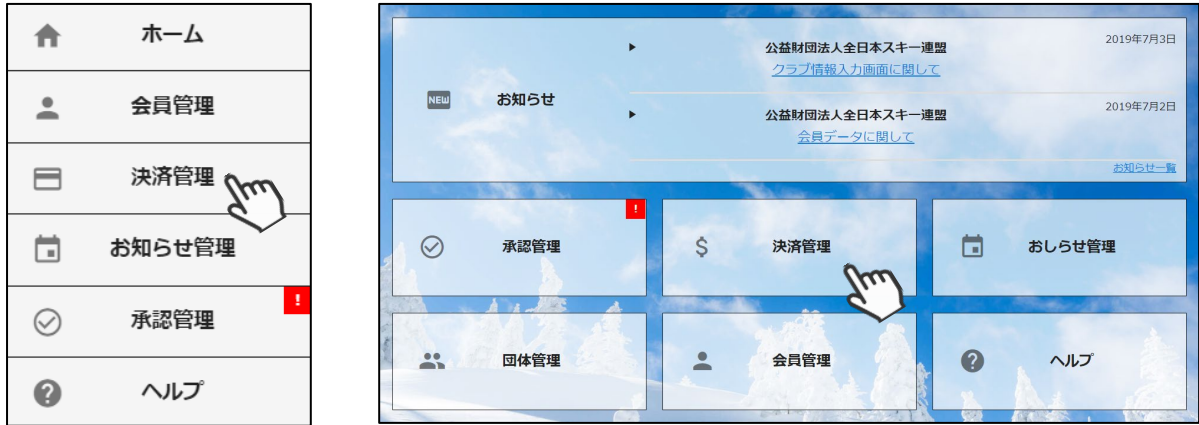 ホーム
会員管理
決済管理
お知らせ管理
!
承認管理
ヘルプ
2019年7月3日
公益財団法人全日本スキー連盟
クラブ情報入力画面に関して
NEW
お知らせ
2019年7月2日
公益財団法人全日本スキー連盟
会員データに関して
お知らせ一覧
!
承認管理
$
決済管理
おしらせ管理
団体管理
会員管理
?
ヘルプ